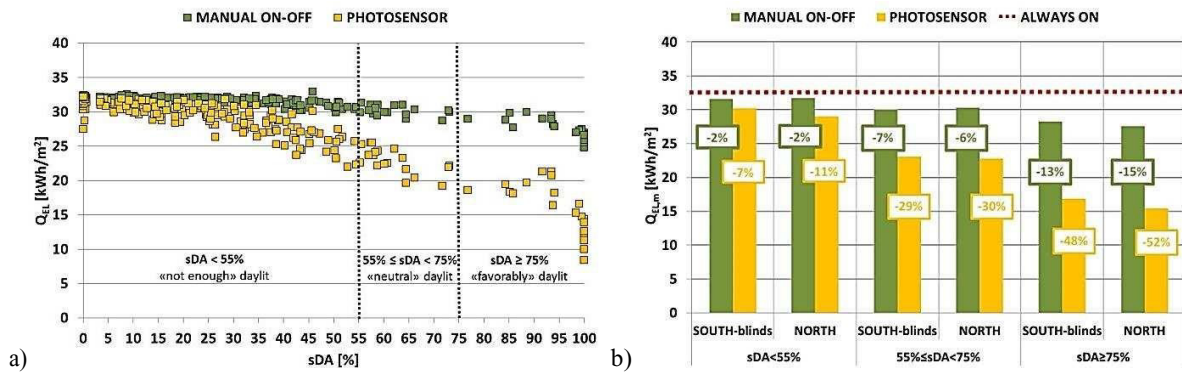 MANUAL ON-OFF PHOTOSENSOR
40
35
30
25
20
15
10
5
0
Q_EL [kWh/m²]
sDA < 55% 55% ≤ sDA < 75% sDA ≥ 75%
«not enough» daylit «neutral» daylit «favorably» daylit
0 5 10 15 20 25 30 35 40 45 50 55 60 65 70 75 80 85 90 95 100
a) sDA [%]
MANUAL ON-OFF PHOTOSENSOR ALWAYS ON
40
35
30
25
20
15
10
5
0
Q_EL,m [kWh/m²]
-2% -2% -7% -6%
-7% -11% -13% -15%
-29% -30%
-48% -52%
SOUTH-blinds NORTH SOUTH-blinds NORTH SOUTH-blinds NORTH
b) sDA<55% 55%≤sDA<75% sDA≥75%